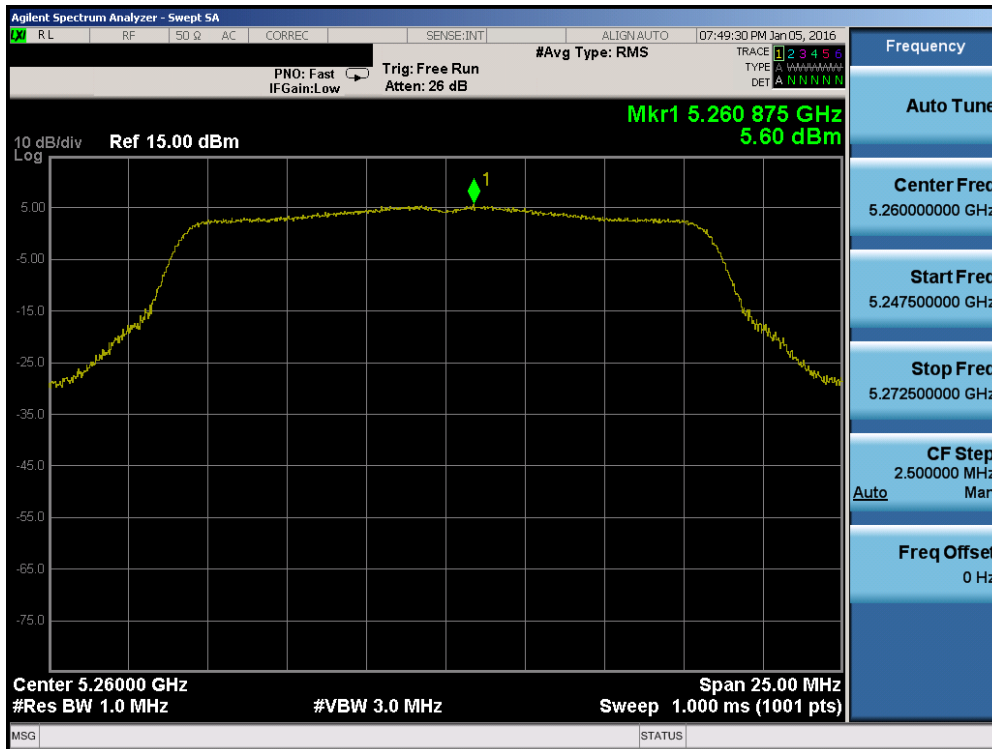 Agilent Spectrum Analyzer - Swept SA
LXI RL RF 50 Ω AC CORREC SENSE:INT ALIGN AUTO 07:49:30 PM Jan 05, 2016
Frequency
#Avg Type: RMS
TRACE 1 2 3 4 5 6
PNO: Fast Trig: Free Run
TYPE A WWWWW
IFGain:Low Atten: 26 dB
DET A N N N N N
Auto Tune
Mkr1 5.260 875 GHz
5.60 dBm
10 dB/div Ref 15.00 dBm
Log
1
Center Freq
5.260000000 GHz
5.00
-5.00
Start Freq
5.247500000 GHz
-15.0
-25.0
Stop Freq
5.272500000 GHz
-35.0
-45.0
CF Step
2.500000 MHz
Auto Man
-55.0
-65.0
Freq Offset
0 Hz
-75.0
Center 5.26000 GHz Span 25.00 MHz
#Res BW 1.0 MHz #VBW 3.0 MHz Sweep 1.000 ms (1001 pts)
MSG STATUS